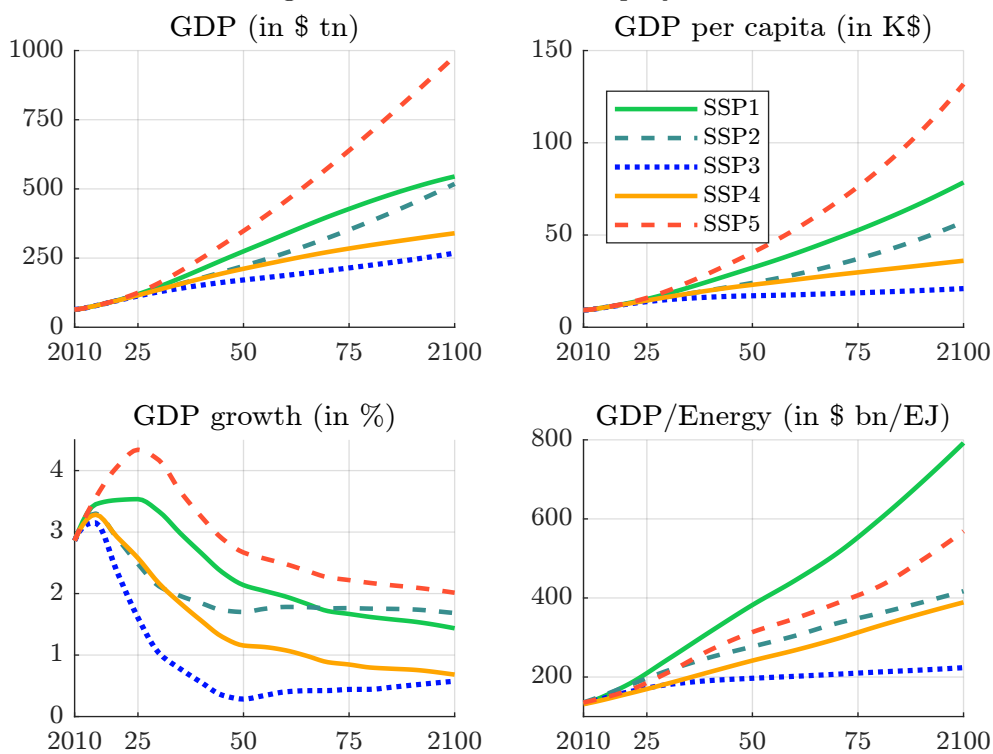 GDP (in $ tn)
1000
750
500
250
0
2010 25 50 75 2100
GDP per capita (in K$)
150
100
50
0
2010 25 50 75 2100
SSP1
SSP2
SSP3
SSP4
SSP5
GDP growth (in %)
4
3
2
1
0
2010 25 50 75 2100
GDP/Energy (in $ bn/EJ)
800
600
400
200
2010 25 50 75 2100